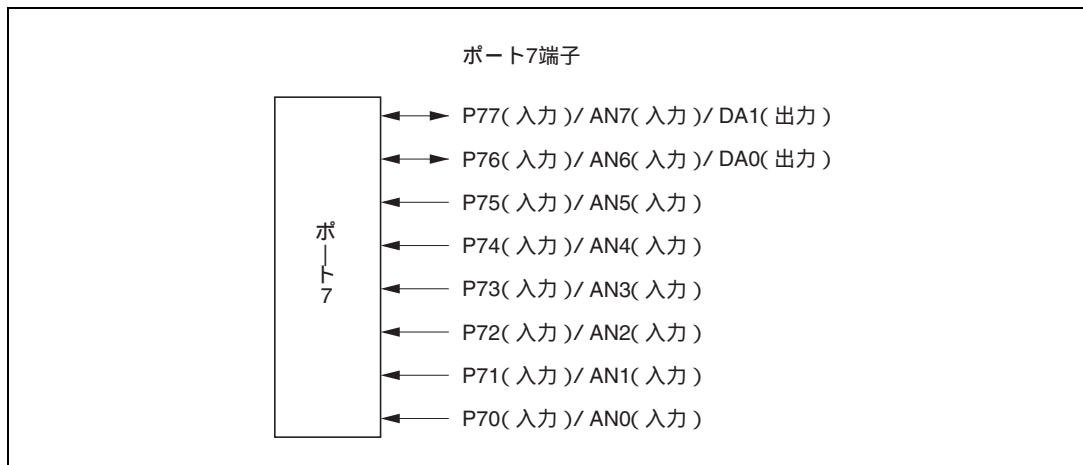 ポート7端子
P77(入力)/ AN7(入力)/ DA1(出力)
P76(入力)/ AN6(入力)/ DA0(出力)
P75(入力)/ AN5(入力)
P74(入力)/ AN4(入力)
P73(入力)/ AN3(入力)
P72(入力)/ AN2(入力)
P71(入力)/ AN1(入力)
P70(入力)/ AN0(入力)
ポート7